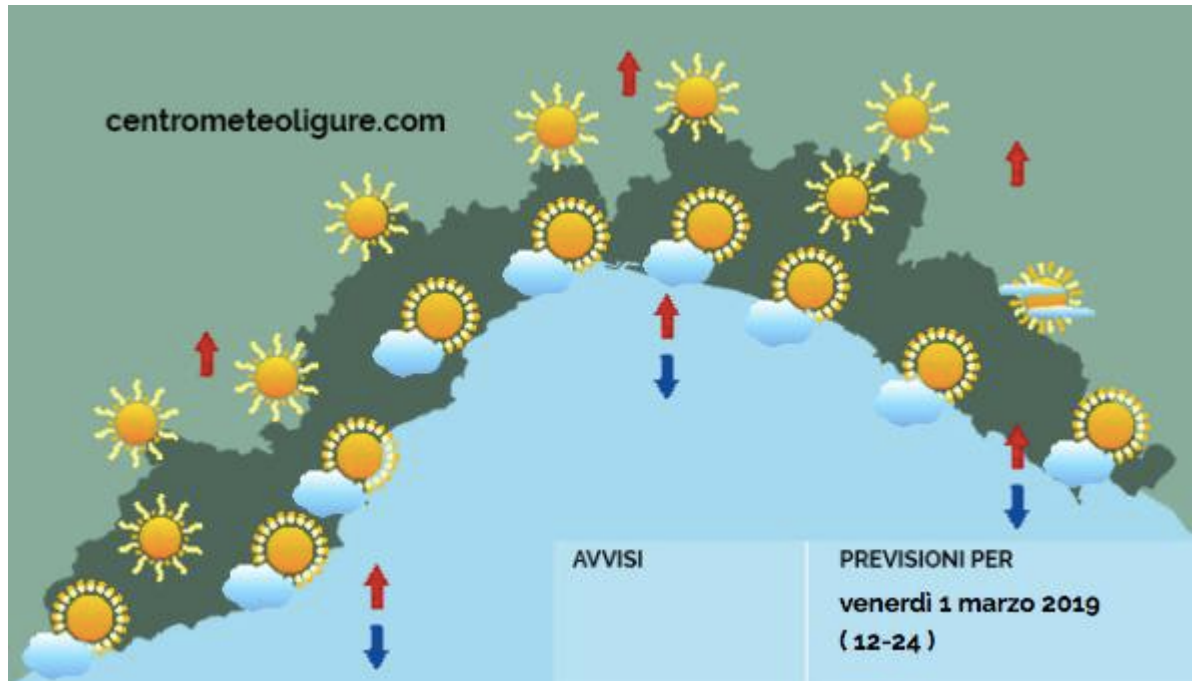 centrometeoligure.com
AVVISI
PREVISIONI PER
venerdì 1 marzo 2019
( 12-24 )